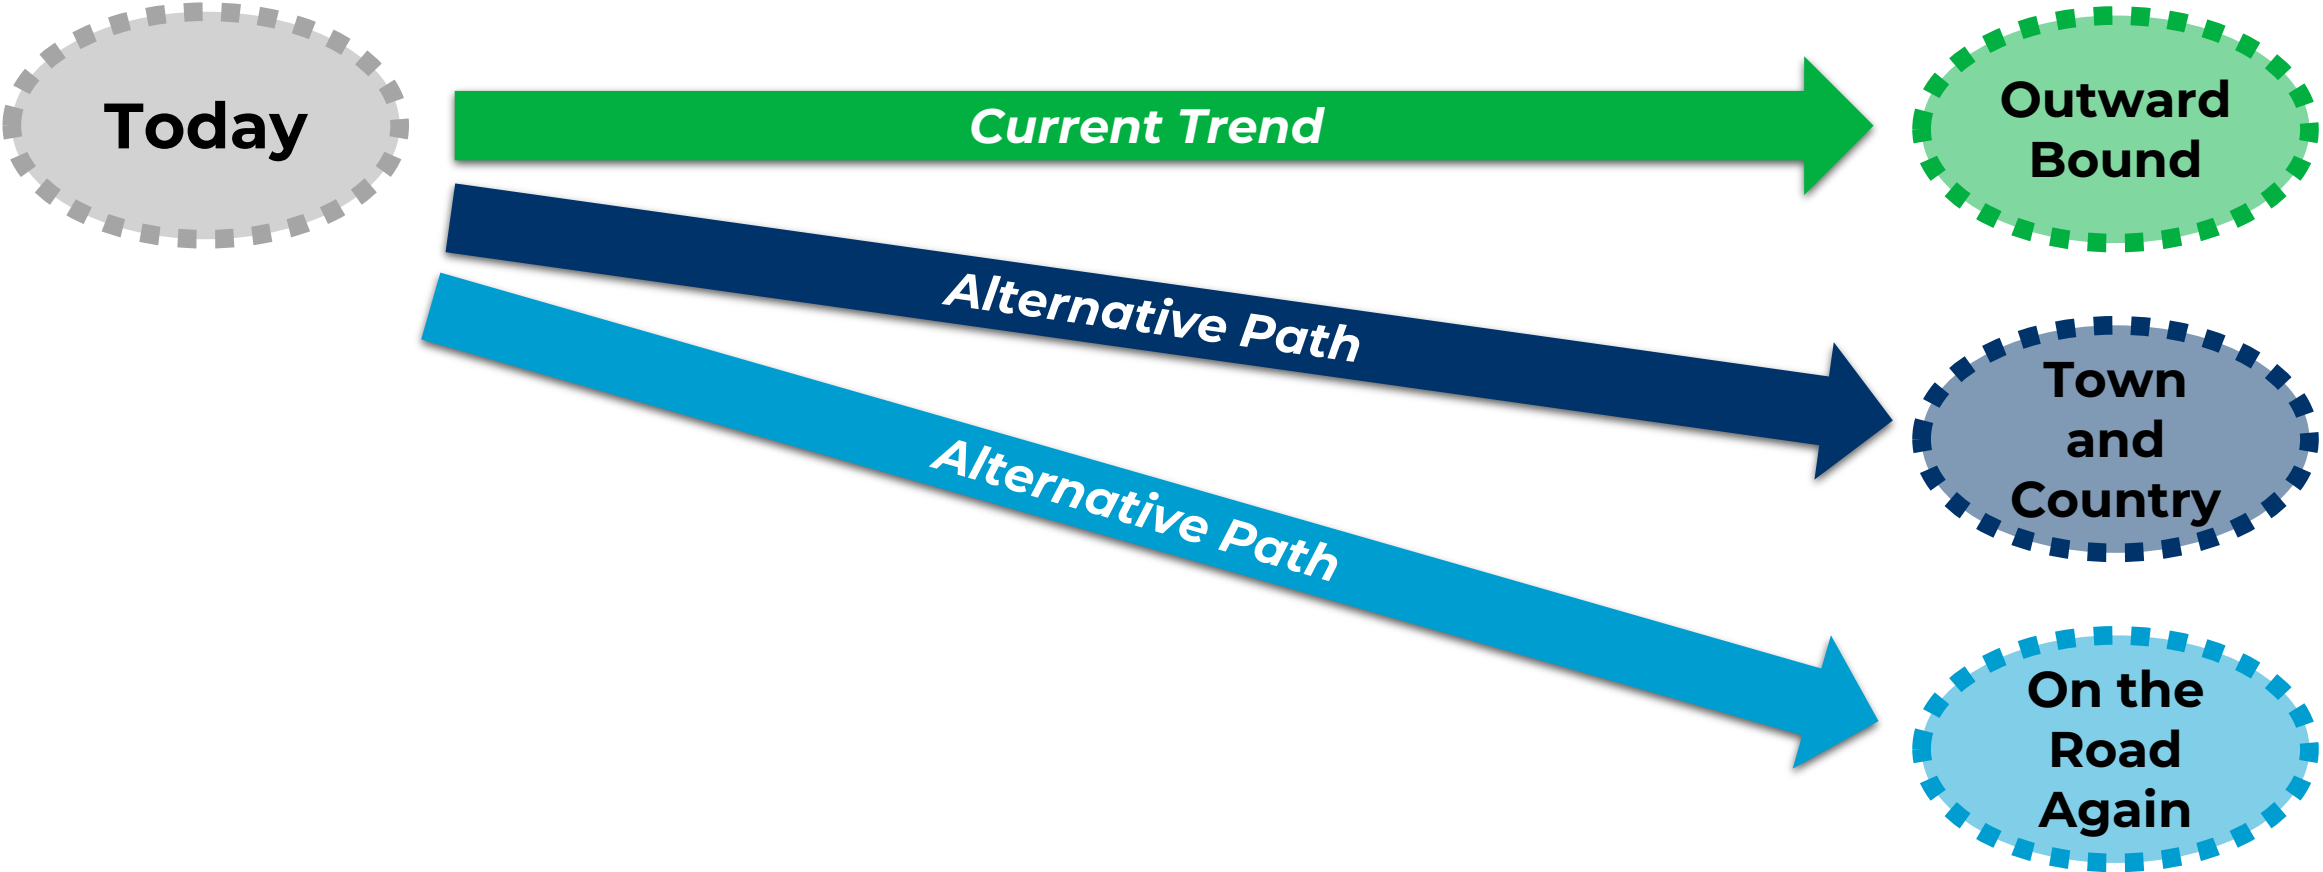 Today
Current Trend
Outward
Bound
Alternative Path
Town
and
Country
Alternative Path
On the
Road
Again